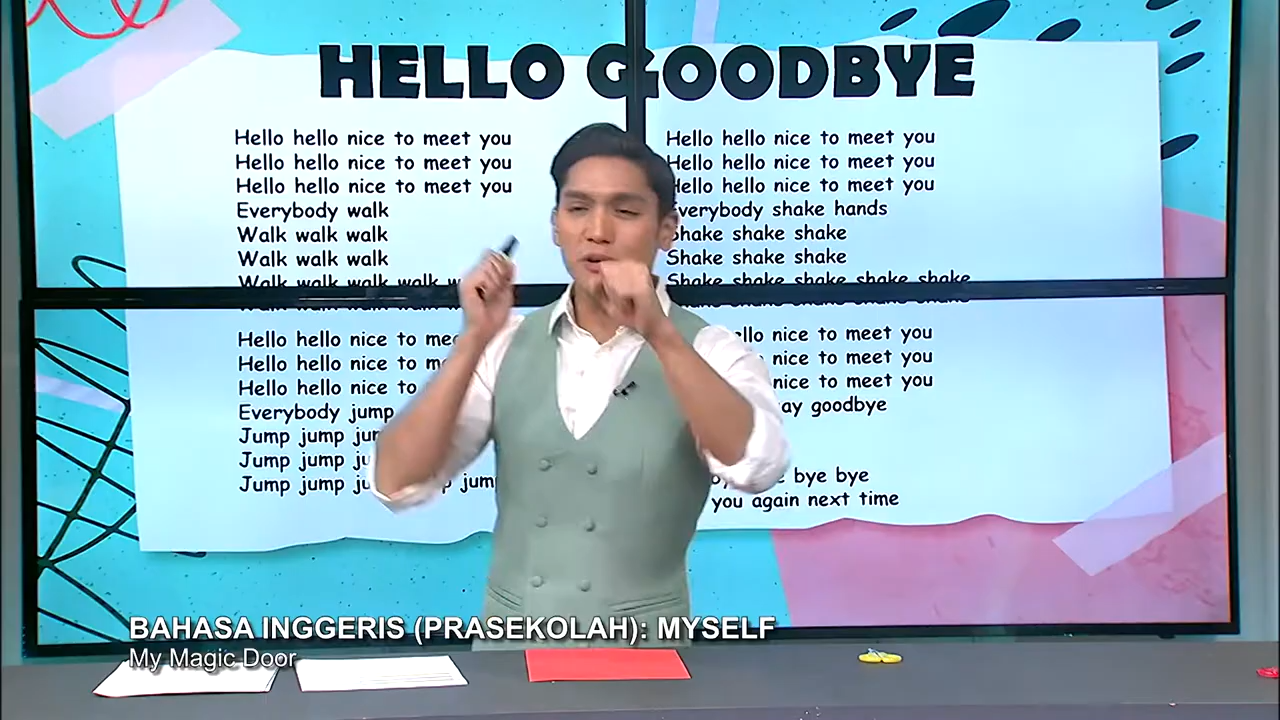 HELLO GOODBYE
Hello hello nice to meet you
Hello hello nice to meet you
Hello hello nice to meet you
Everybody walk
Walk walk walk
Walk walk walk
Walk walk walk walk
Hello hello nice to
Hello hello nice to
Hello hello nice to
Everybody jump
Jump jump
Jump jump
Jump jump
Hello hello nice to meet you
Hello hello nice to meet you
Hello hello nice to meet you
Everybody shake hands
Shake shake shake
Shake shake shake
Shake shake shake shake shake
nice to meet you
nice to meet you
nice to meet you
goodbye
bye bye
you again next time
BAHASA INGGERIS (PRASEKOLAH): MYSELF
My Magic Door